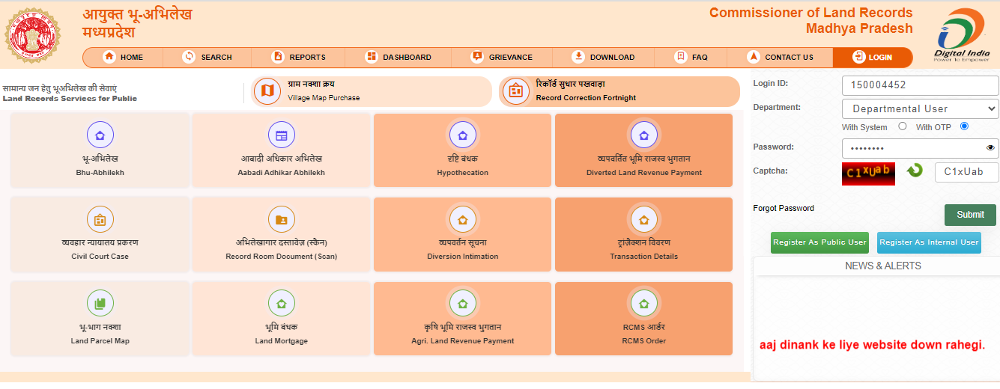 आयुक्त भू-अभिलेख
मध्यप्रदेश
Commissioner of Land Records
Madhya Pradesh
Digital India
Power To Empower
HOME
SEARCH
REPORTS
DASHBOARD
GRIEVANCE
DOWNLOAD
FAQ
CONTACT US
LOGIN
सामान्य जन हेतु भूअभिलेख की सेवाएं
Land Records Services for Public
ग्राम नक्शा क्रय
Village Map Purchase
रिकॉर्ड सुधार पखवाड़ा
Record Correction Fortnight
भू-अभिलेख
Bhu-Abhilekh
आबादी अधिकार अभिलेख
Aabadi Adhikar Abhilekh
दृष्टि बंधक
Hypothecation
व्यपवर्तित भूमि राजस्व भुगतान
Diverted Land Revenue Payment
व्यवहार न्यायालय प्रकरण
Civil Court Case
अभिलेखागार दस्तावेज़ (स्कैन)
Record Room Document (Scan)
व्यपवर्तन सूचना
Diversion Intimation
ट्रांज़ैक्शन विवरण
Transaction Details
भू-भाग नक्शा
Land Parcel Map
भूमि बंधक
Land Mortgage
कृषि भूमि राजस्व भुगतान
Agri. Land Revenue Payment
RCMS आर्डर
RCMS Order
Login ID: 150004452
Department: Departmental User
With System With OTP
Password: ••••••••
Captcha: C1xUab C1xUab
Forgot Password
Submit
Register As Public User Register As Internal User
NEWS & ALERTS
aaj dinank ke liye website down rahegi.